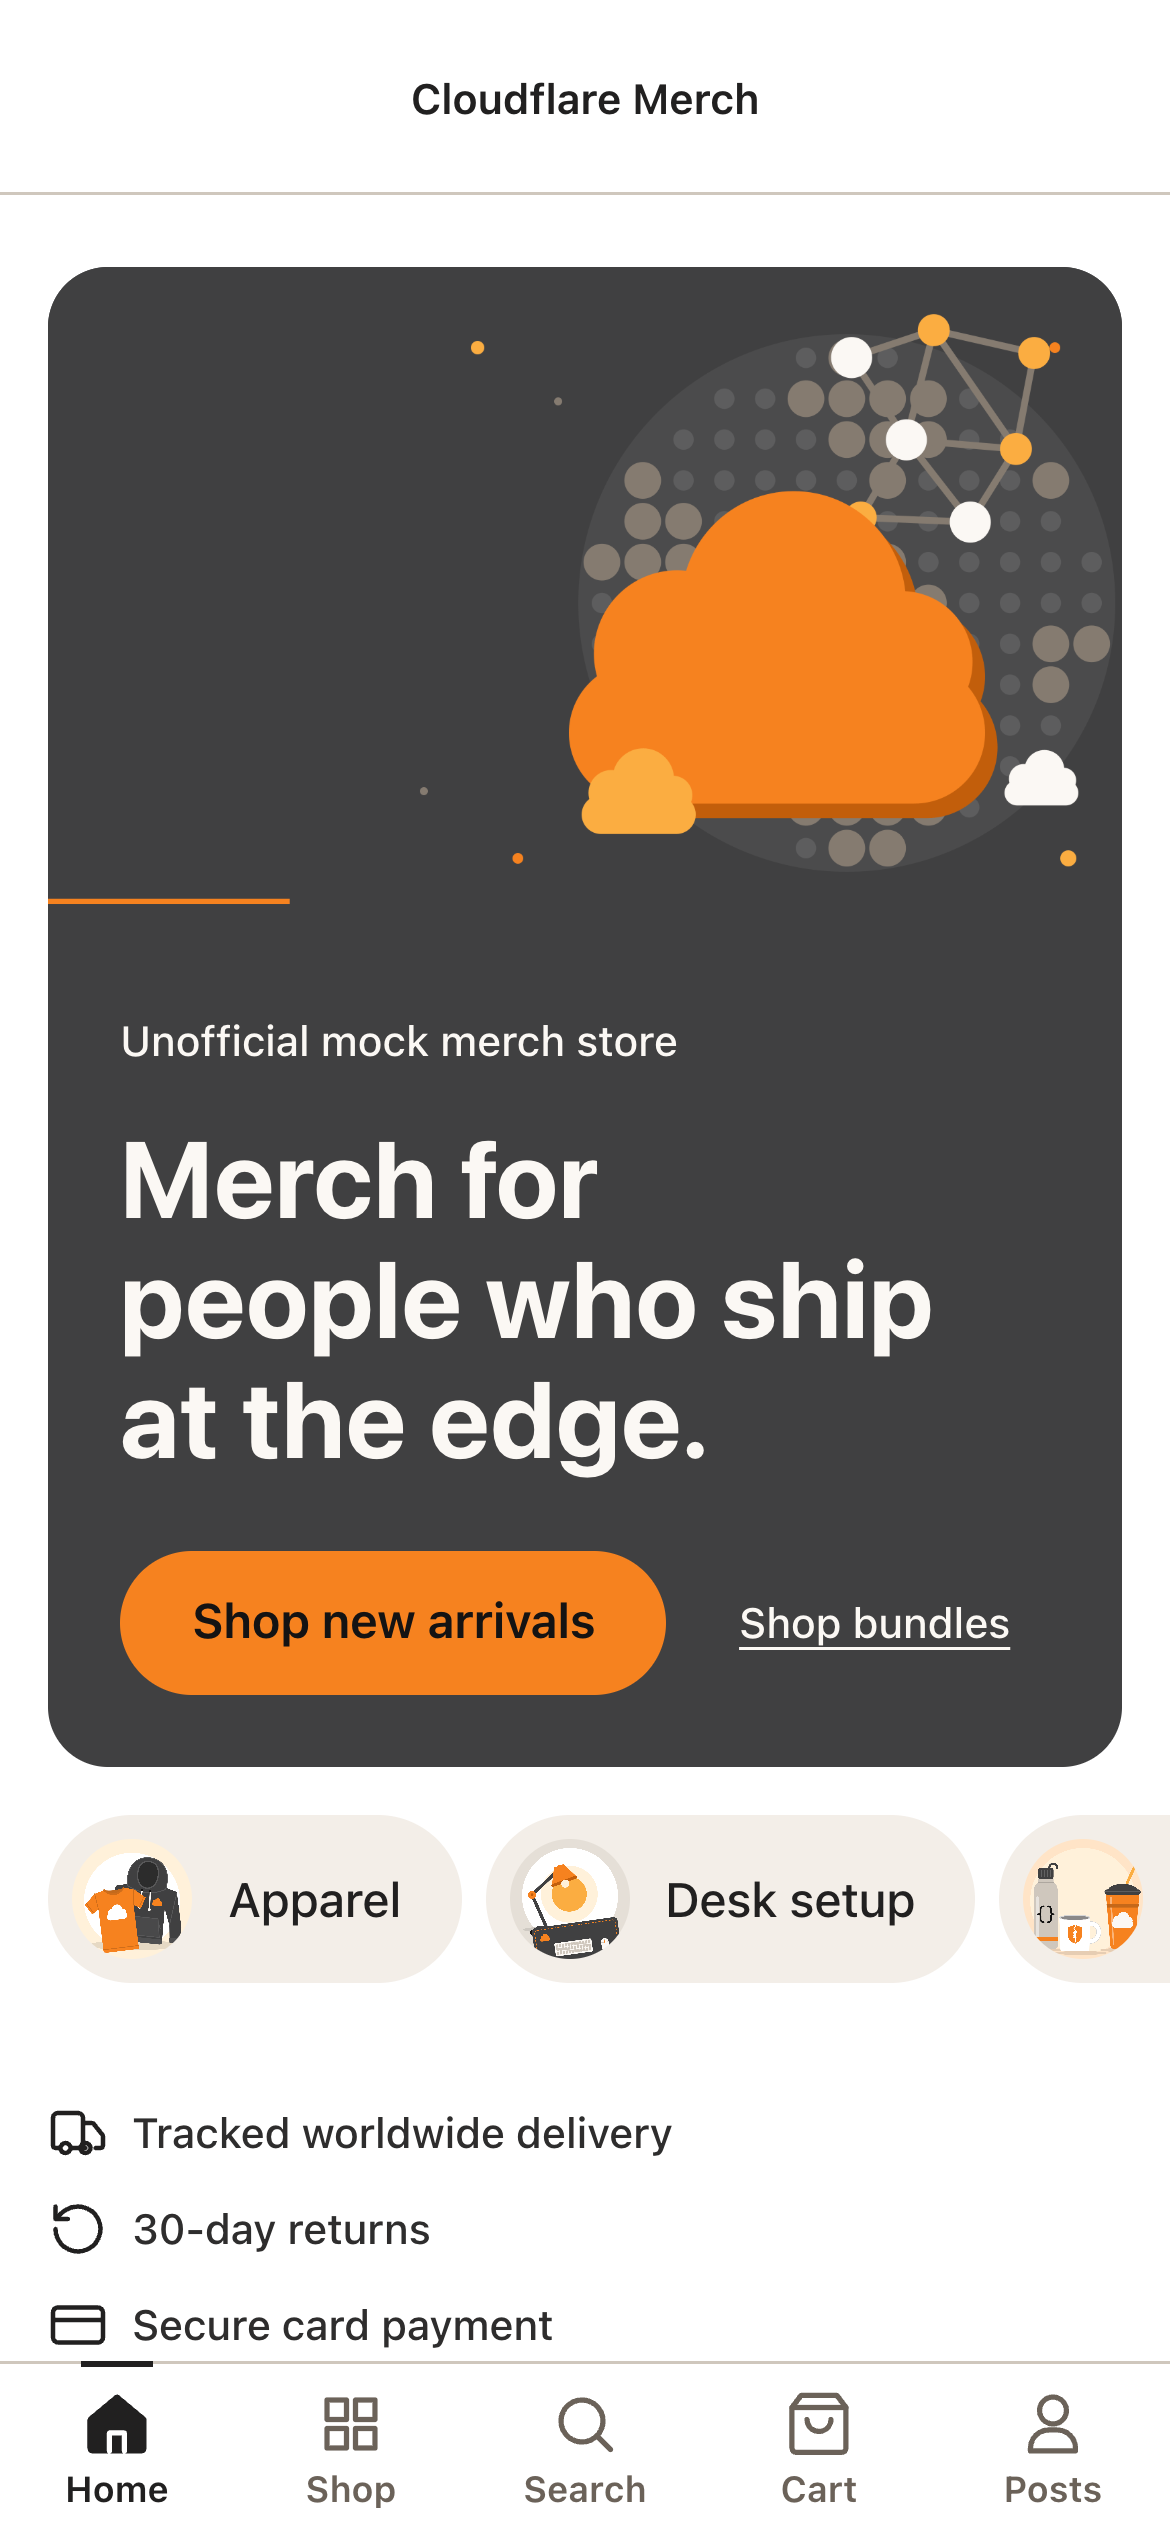 Cloudflare Merch
Unofficial mock merch store
Merch for
people who ship
at the edge.
Shop new arrivals
Shop bundles
Apparel
Desk setup
{}
Tracked worldwide delivery
30-day returns
Secure card payment
Home
Shop
Search
Cart
Posts